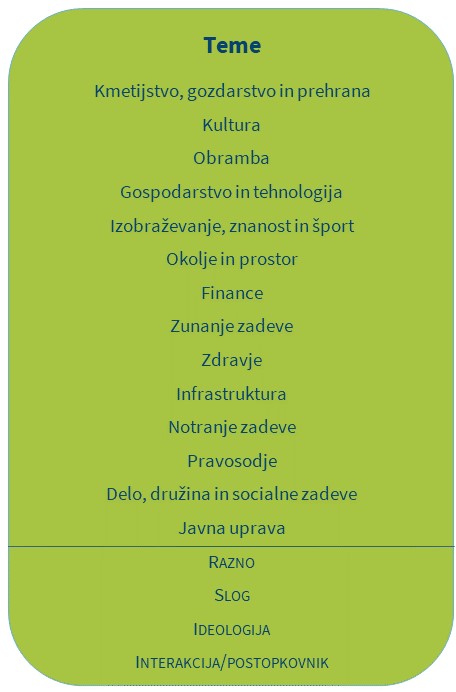 Teme
Kmetijstvo, gozdarstvo in prehrana
Kultura
Obramba
Gospodarstvo in tehnologija
Izobraževanje, znanost in šport
Okolje in prostor
Finance
Zunanje zadeve
Zdravje
Infrastruktura
Notranje zadeve
Pravosodje
Delo, družina in socialne zadeve
Javna uprava
RAZNO
SLOG
IDEOLOGIJA
INTERAKCIJA/POSTOPKOVNIK